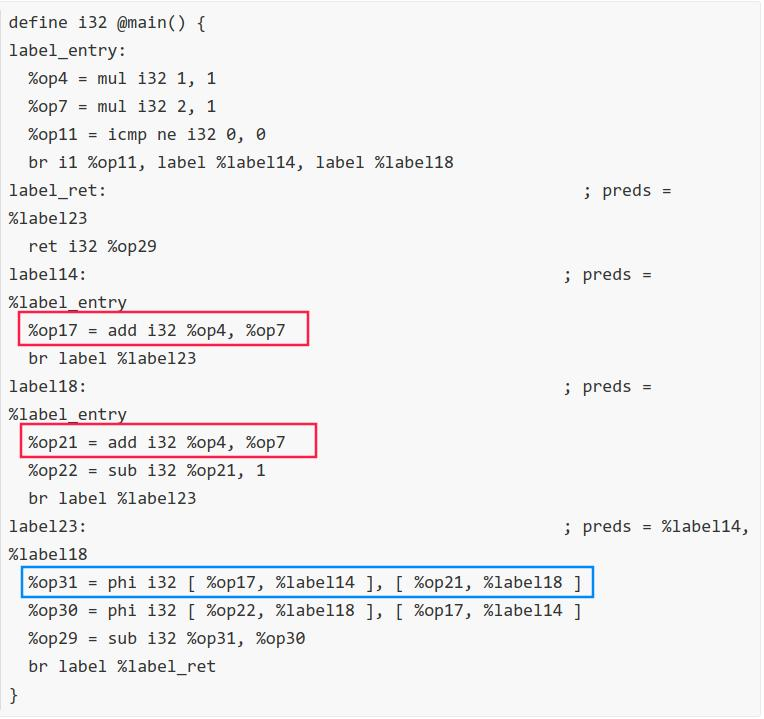 define i32 @main() {
label_entry:
  %op4 = mul i32 1, 1
  %op7 = mul i32 2, 1
  %op11 = icmp ne i32 0, 0
  br i1 %op11, label %label14, label %label18
label_ret:                                                ; preds =
%label23
  ret i32 %op29
label14:                                                ; preds =
%label_entry
  %op17 = add i32 %op4, %op7
  br label %label23
label18:                                                ; preds =
%label_entry
  %op21 = add i32 %op4, %op7
  %op22 = sub i32 %op21, 1
  br label %label23
label23:                                                ; preds = %label14,
%label18
  %op31 = phi i32 [ %op17, %label14 ], [ %op21, %label18 ]
  %op30 = phi i32 [ %op22, %label18 ], [ %op17, %label14 ]
  %op29 = sub i32 %op31, %op30
  br label %label_ret
}